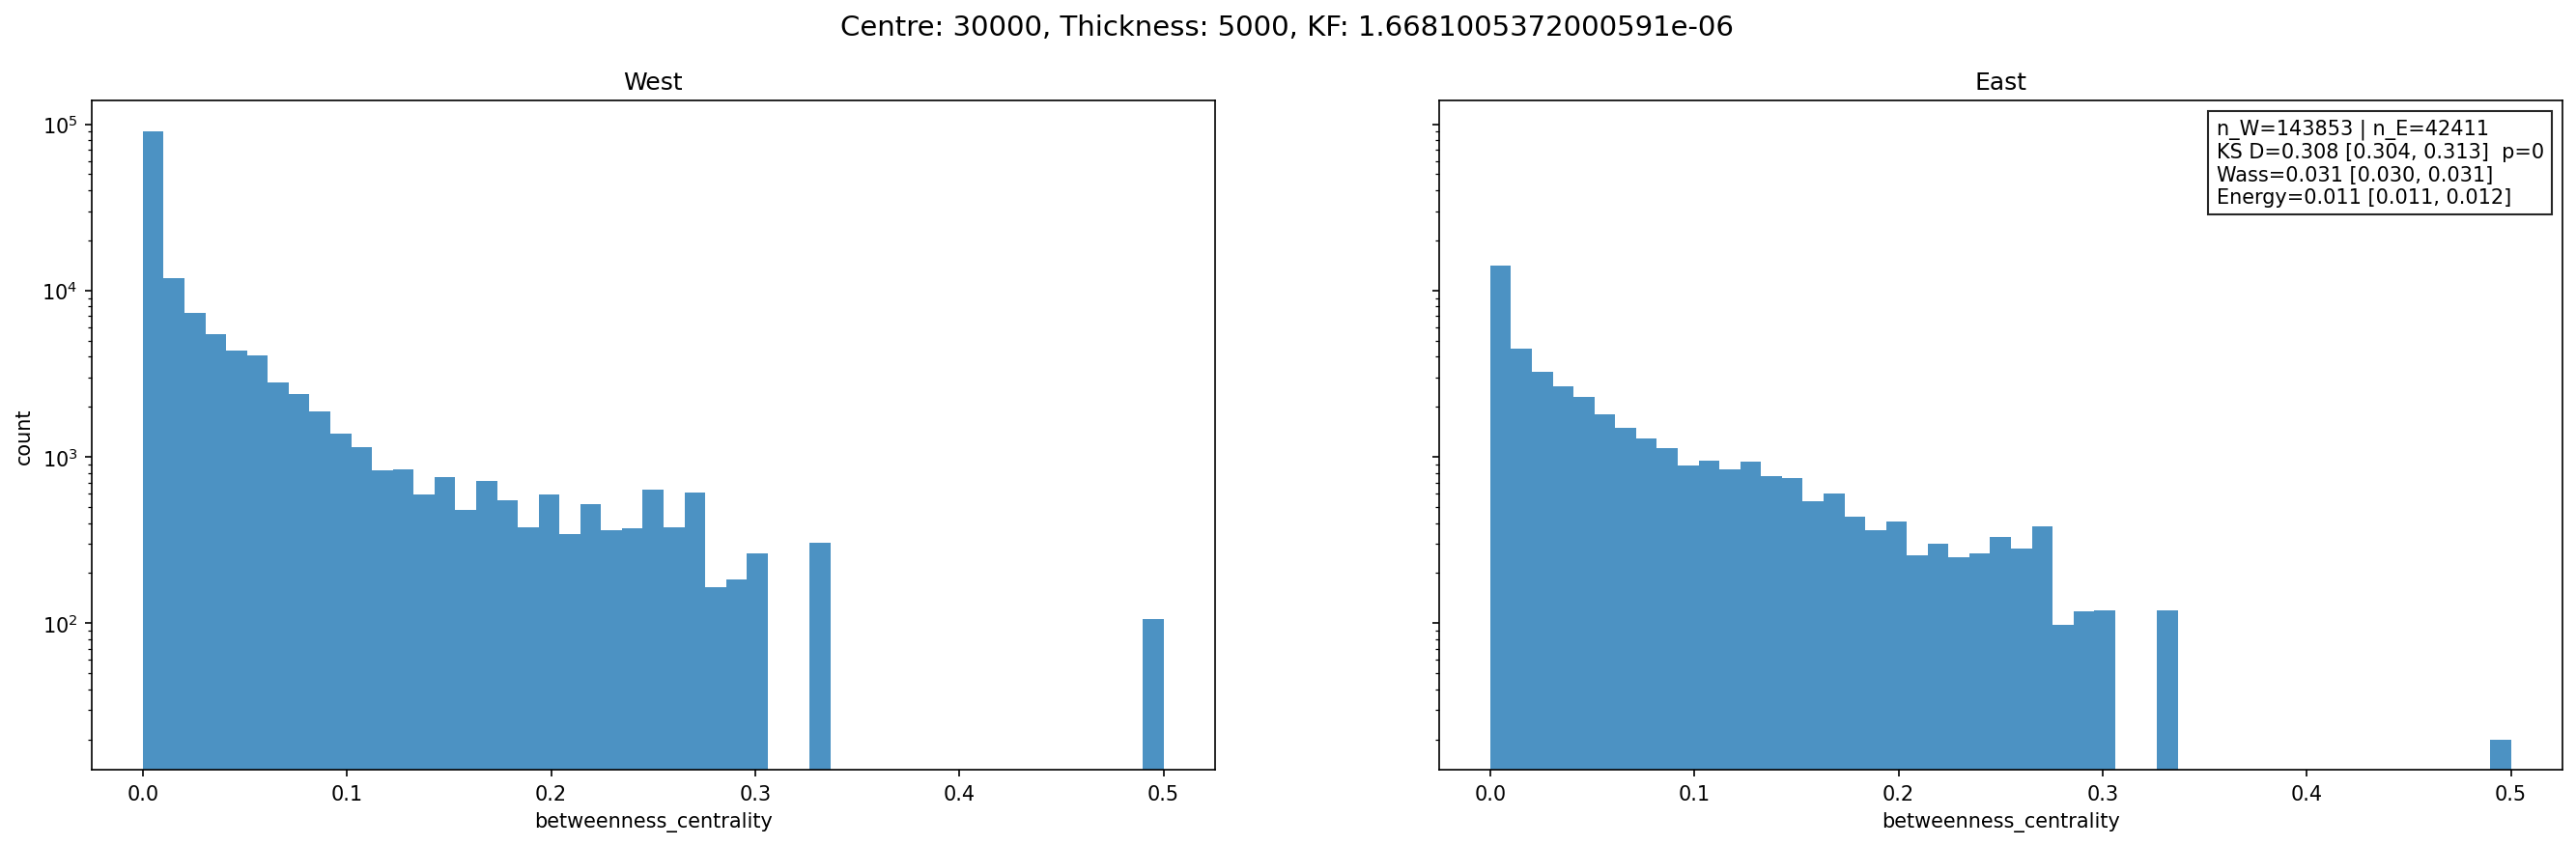 Centre: 30000, Thickness: 5000, KF: 1.6681005372000591e-06
West
East
10⁵
10⁴
10³
10²
count
0.0 0.1 0.2 0.3 0.4 0.5
betweenness_centrality
n_W=143853 | n_E=42411
KS D=0.308 [0.304, 0.313] p=0
Wass=0.031 [0.030, 0.031]
Energy=0.011 [0.011, 0.012]
0.0 0.1 0.2 0.3 0.4 0.5
betweenness_centrality